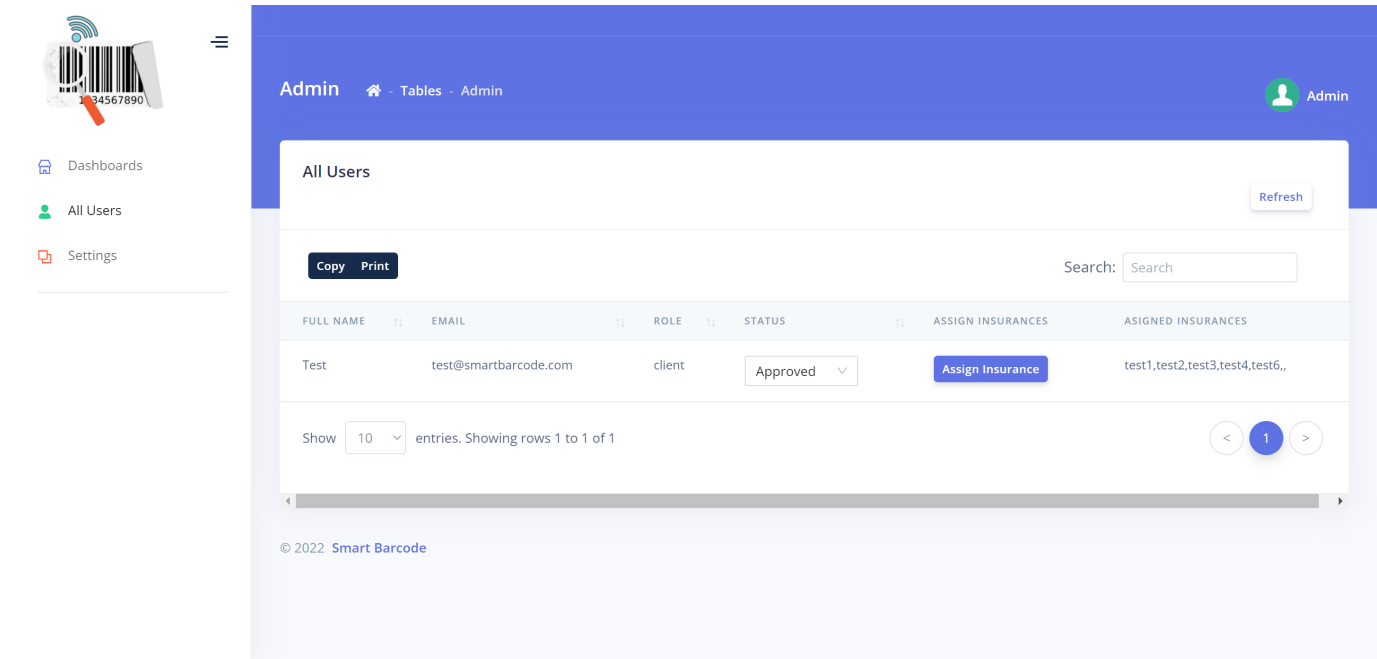 1234567890
Dashboards
All Users
Settings
Admin - Tables - Admin
Admin
All Users
Refresh
Copy Print
Search: Search
FULL NAME EMAIL ROLE STATUS ASSIGN INSURANCES ASIGNED INSURANCES
Test test@smartbarcode.com client Approved Assign Insurance test1,test2,test3,test4,test6,,
Show 10 entries. Showing rows 1 to 1 of 1
< 1 >
© 2022 Smart Barcode